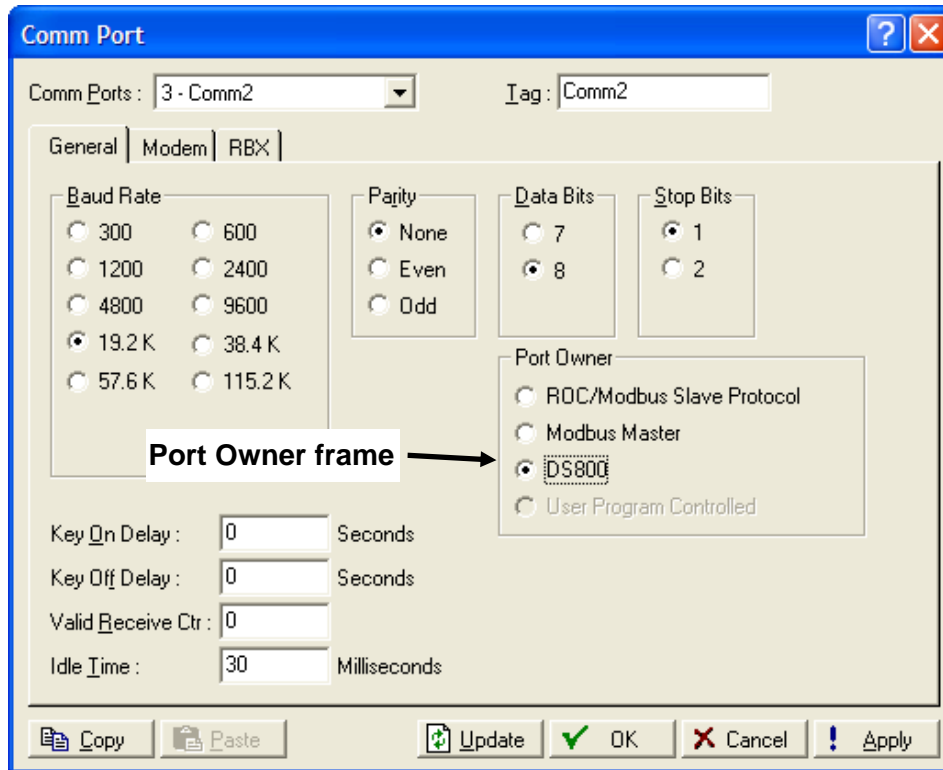 Comm Port
Comm Ports : 3 - Comm2 Tag : Comm2
General Modem RBX
Baud Rate Parity Data Bits Stop Bits
300 600 None 7 1
1200 2400 Even 8 2
4800 9600 Odd
19.2 K 38.4 K
Port Owner
57.6 K 115.2 K ROC/Modbus Slave Protocol
Modbus Master
Port Owner frame DS800
User Program Controlled
Key On Delay : 0 Seconds
Key Off Delay : 0 Seconds
Valid Receive Ctr : 0
Idle Time : 30 Milliseconds
Copy Paste Update OK Cancel Apply